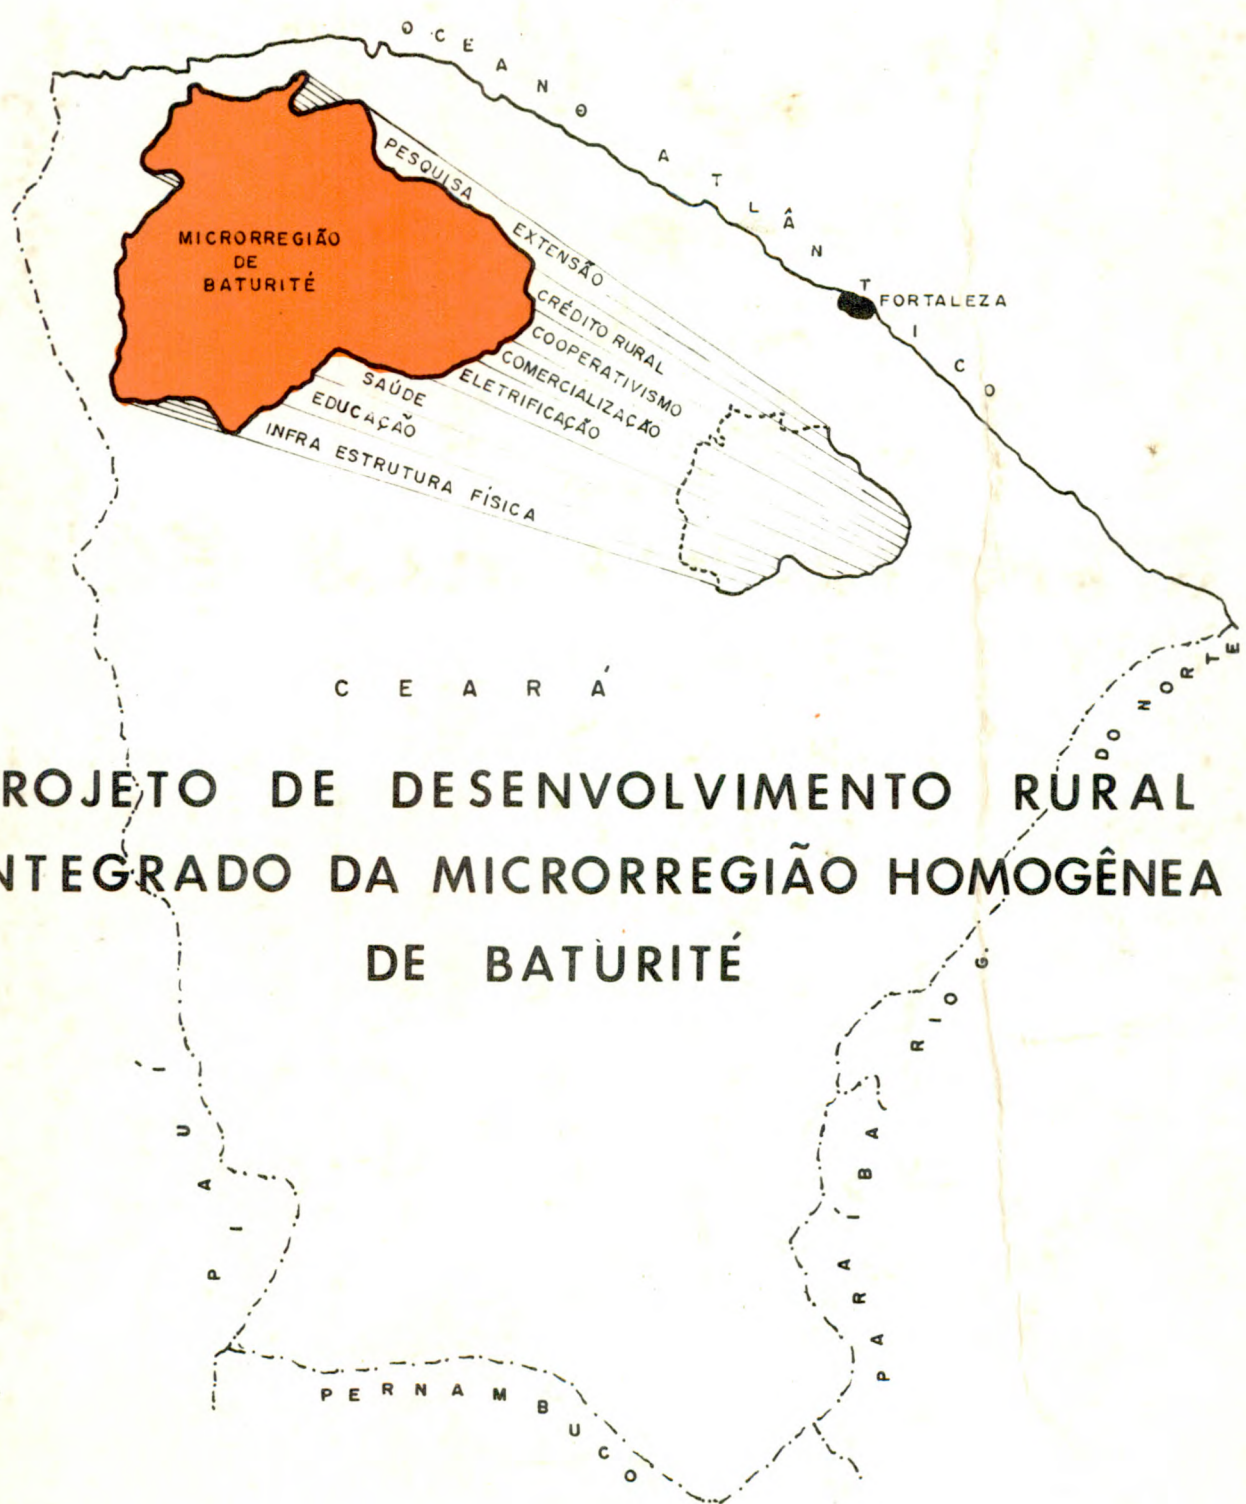 OCEANO ATLÂNTICO
MICRORREGIÃO
DE
BATURITÉ
PESQUISA
EXTENSÃO
CRÉDITO RURAL
COOPERATIVISMO
COMERCIALIZAÇÃO
ELETRIFICAÇÃO
SAÚDE
EDUCAÇÃO
INFRA ESTRUTURA FÍSICA
FORTALEZA
CEARÁ
ROJETO DE DESENVOLVIMENTO RURAL
NTEGRADO DA MICRORREGIÃO HOMOGÊNEA
DE BATURITÉ
RIO G. DO NORTE
PARAIBA
PIAUÍ
PERNAMBUCO